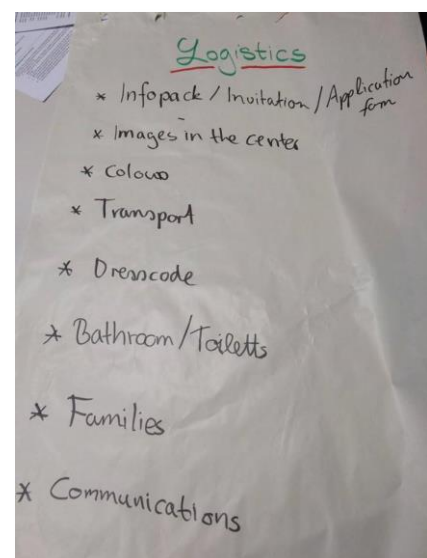 Logistics
* Infopack / Invitation / Application form
* Images in the center
* Colours
* Transport
* Dresscode
* Bathroom/Toiletts
* Families
* Communications